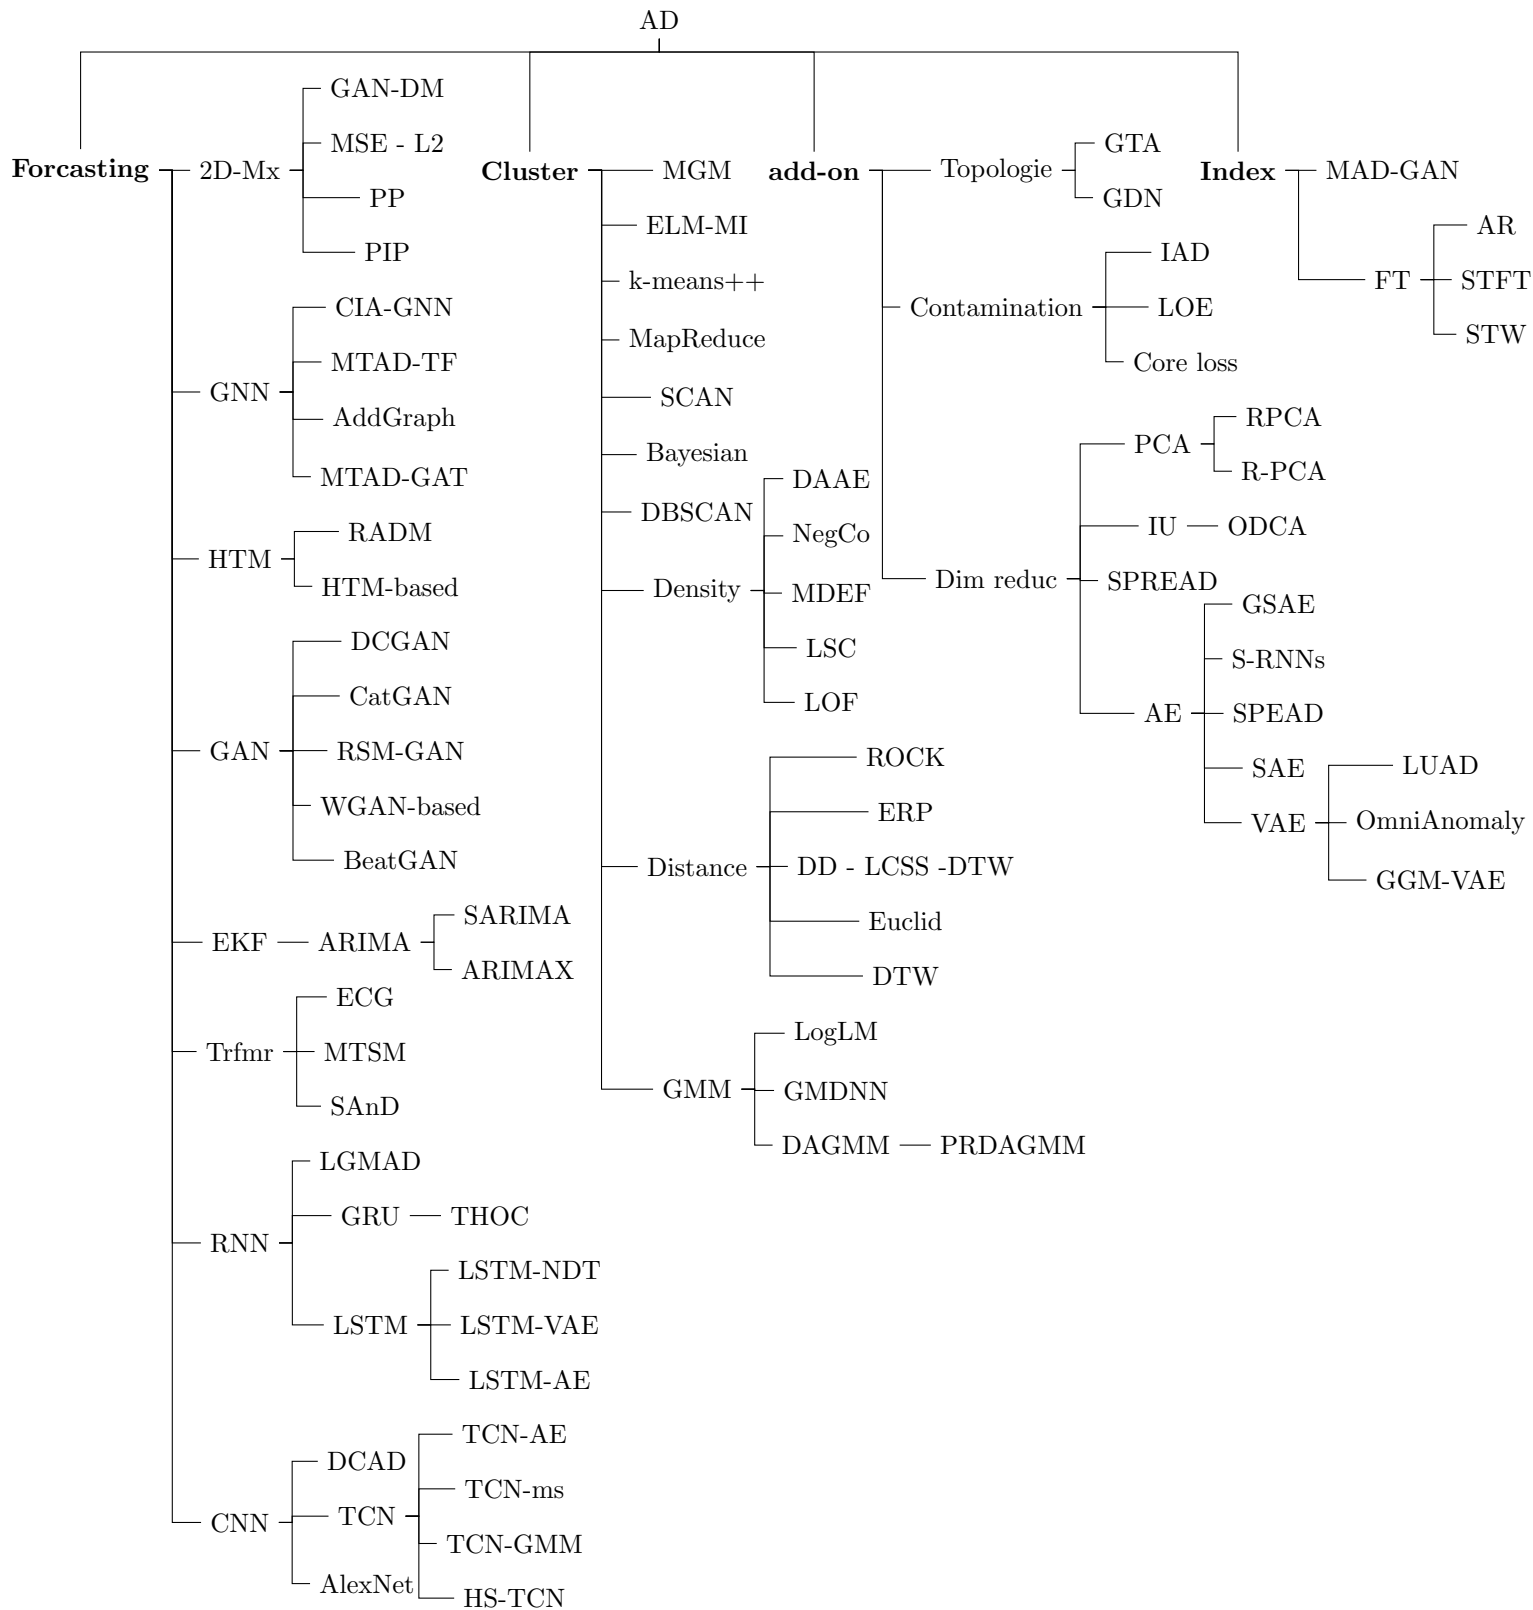 AD
Forcasting
2D-Mx
GAN-DM
MSE - L2
PP
PIP
GNN
CIA-GNN
MTAD-TF
AddGraph
MTAD-GAT
HTM
RADM
HTM-based
GAN
DCGAN
CatGAN
RSM-GAN
WGAN-based
BeatGAN
EKF
ARIMA
SARIMA
ARIMAX
Trfmr
ECG
MTSM
SAnD
RNN
LGMAD
GRU
THOC
LSTM
LSTM-NDT
LSTM-VAE
LSTM-AE
CNN
DCAD
TCN
TCN-AE
TCN-ms
TCN-GMM
HS-TCN
AlexNet
Cluster
MGM
ELM-MI
k-means++
MapReduce
SCAN
Bayesian
DBSCAN
Density
DAAE
NegCo
MDEF
LSC
LOF
Distance
ROCK
ERP
DD - LCSS -DTW
Euclid
DTW
GMM
LogLM
GMDNN
DAGMM
PRDAGMM
add-on
Topologie
GTA
GDN
Contamination
IAD
LOE
Core loss
Dim reduc
PCA
RPCA
R-PCA
IU
ODCA
SPREAD
AE
GSAE
S-RNNs
SPEAD
SAE
VAE
LUAD
OmniAnomaly
GGM-VAE
Index
MAD-GAN
FT
AR
STFT
STW